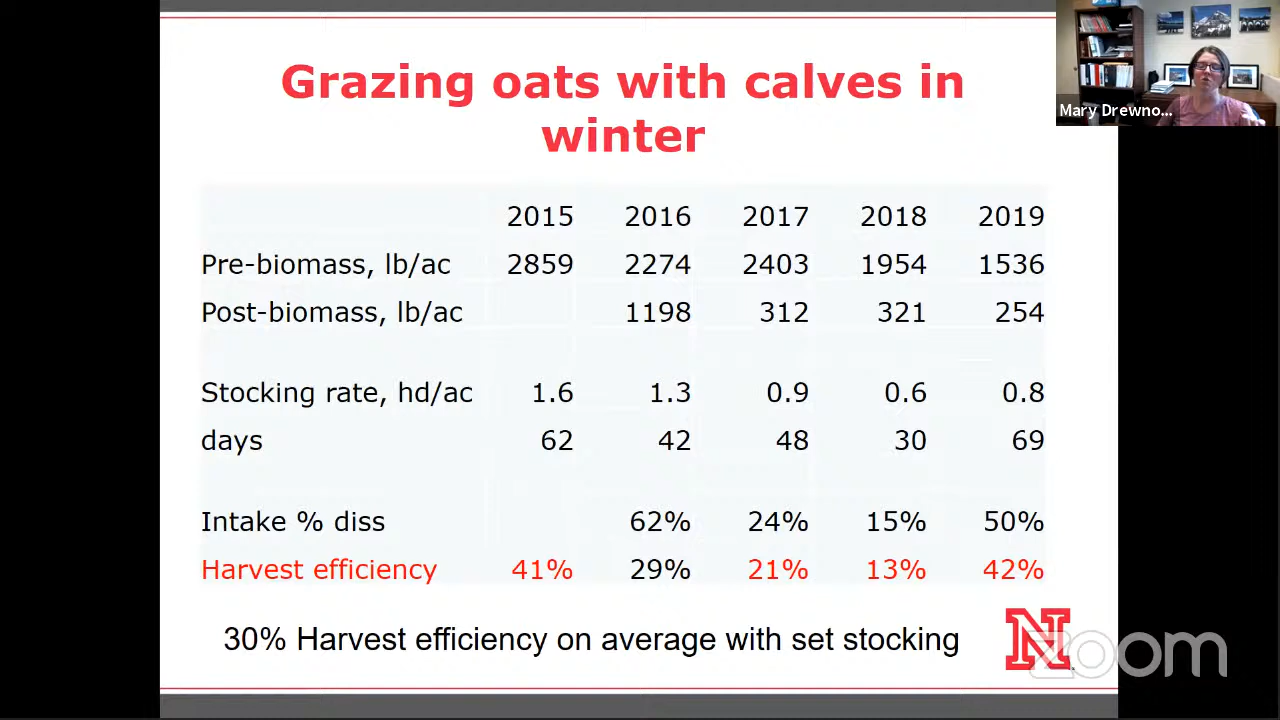 Grazing oats with calves in
winter
Mary Drewno...
2015 2016 2017 2018 2019
Pre-biomass, lb/ac 2859 2274 2403 1954 1536
Post-biomass, lb/ac 1198 312 321 254
Stocking rate, hd/ac 1.6 1.3 0.9 0.6 0.8
days 62 42 48 30 69
Intake % diss 62% 24% 15% 50%
Harvest efficiency 41% 29% 21% 13% 42%
30% Harvest efficiency on average with set stocking
N
zoom